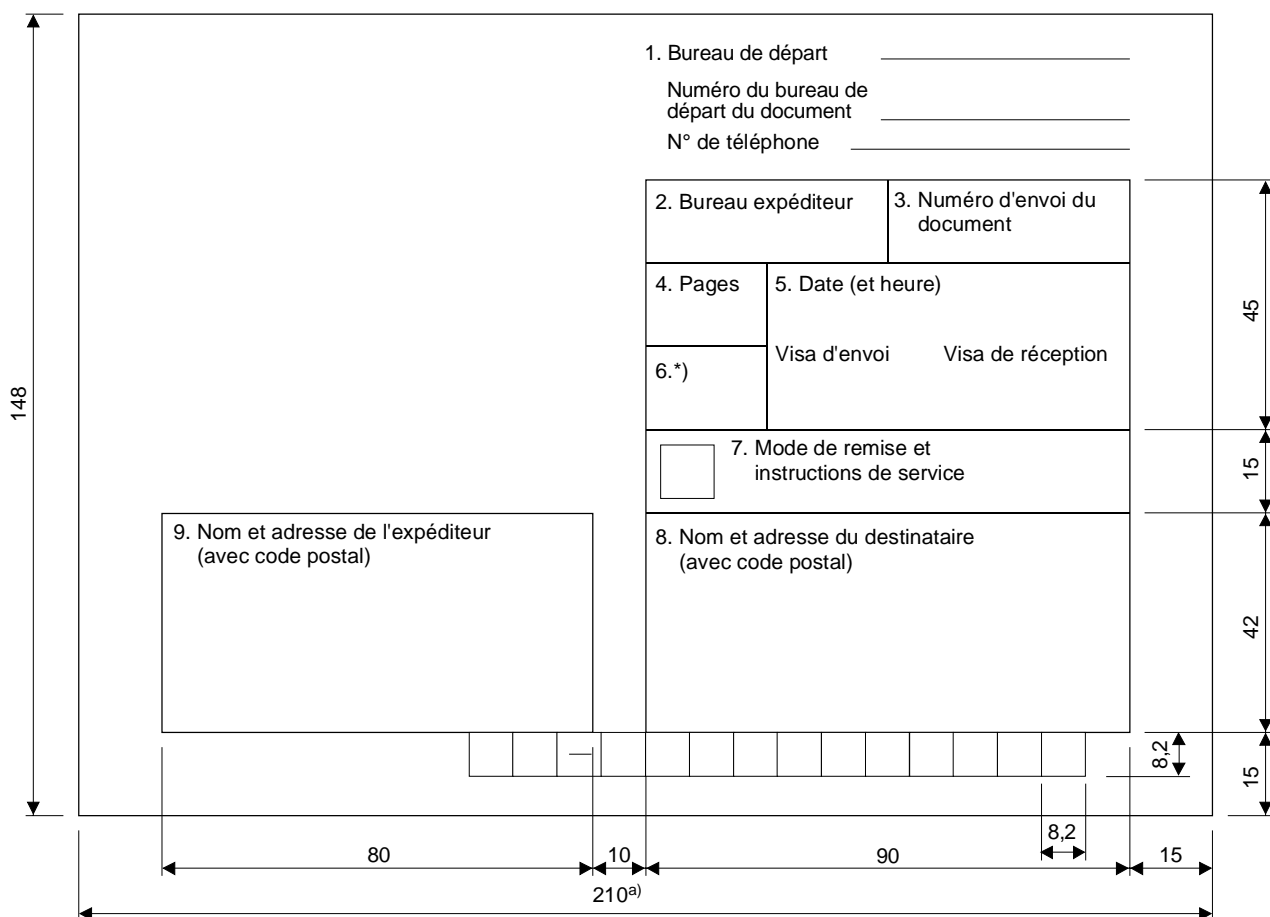 1. Bureau de départ
Numéro du bureau de
départ du document
N° de téléphone
2. Bureau expéditeur
3. Numéro d'envoi du
document
4. Pages
5. Date (et heure)
Visa d'envoi Visa de réception
6.*)
7. Mode de remise et
instructions de service
9. Nom et adresse de l'expéditeur
(avec code postal)
8. Nom et adresse du destinataire
(avec code postal)
148
45
15
42
15
8,2
8,2
80
10
90
15
210a)